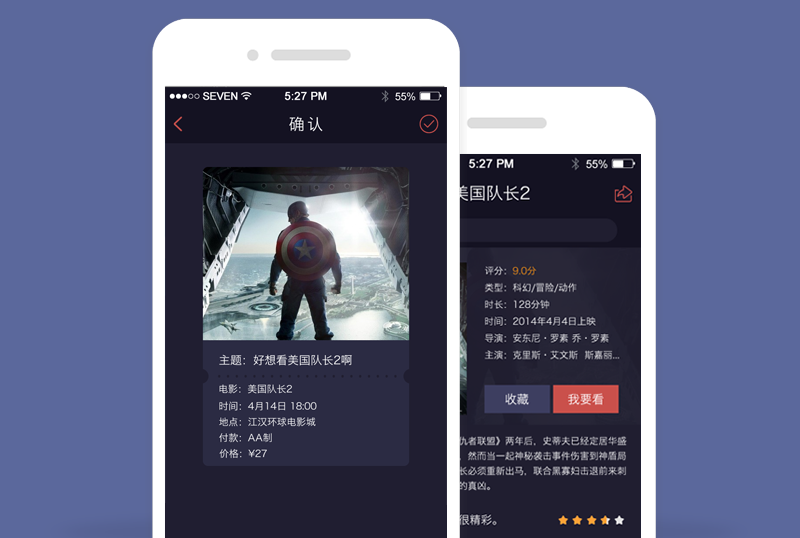 SEVEN 5:27 PM 55%
确认
主题：好想看美国队长2啊
电影：美国队长2
时间：4月14日 18:00
地点：江汉环球电影城
付款：AA制
价格：¥27
5:27 PM 55%
美国队长2
评分：9.0分
类型：科幻/冒险/动作
时长：128分钟
时间：2014年4月4日上映
导演：安东尼·罗素 乔·罗素
主演：克里斯·艾文斯 斯嘉丽...
收藏 我要看
仇者联盟》两年后，史蒂夫已经定居华盛
，然而当一起神秘袭击事件伤害到神盾局
长必须重新出马，联合黑寡妇击退前来刺
的真凶。
很精彩。